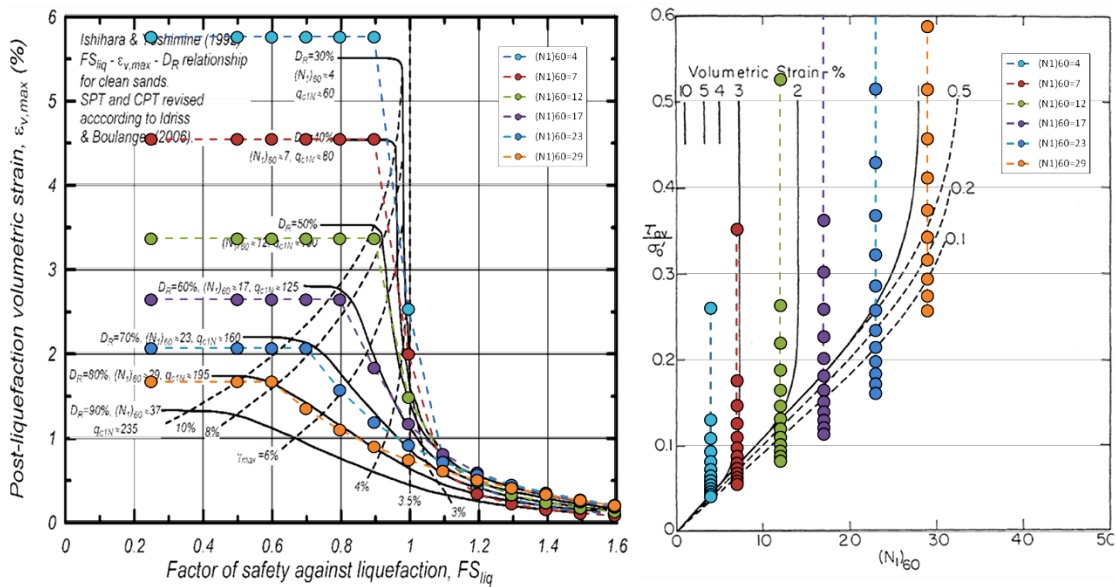 Post-liquefaction volumetric strain, εv,max (%)
6
5
4
3
2
1
0
Ishihara & Yoshimine (1992)
FSliq - εv,max - DR relationship
for clean sands.
SPT and CPT revised
acccording to Idriss
& Boulanger (2006).
DR=30%
(N1)60≈4
qc1N≈60
DR=40%
(N1)60≈7, qc1N≈80
DR=50%
(N1)60≈12, qc1N≈100
DR=60%, (N1)60≈17, qc1N≈125
DR=70%, (N1)60≈23, qc1N≈160
DR=80%, (N1)60≈29, qc1N≈195
DR=90%, (N1)60≈37
qc1N≈235
10%
8%
γmax=6%
4%
3.5%
3%
(N1)60=4
(N1)60=7
(N1)60=12
(N1)60=17
(N1)60=23
(N1)60=29
0
0.2
0.4
0.6
0.8
1.0
1.2
1.4
1.6
Factor of safety against liquefaction, FSliq
0.6
0.5
0.4
0.3
0.2
0.1
0
τav
Volumetric Strain - %
10
5
4
3
2
1
0.5
0.2
0.1
(N1)60=4
(N1)60=7
(N1)60=12
(N1)60=17
(N1)60=23
(N1)60=29
0
10
20
30
40
50
(N1)60